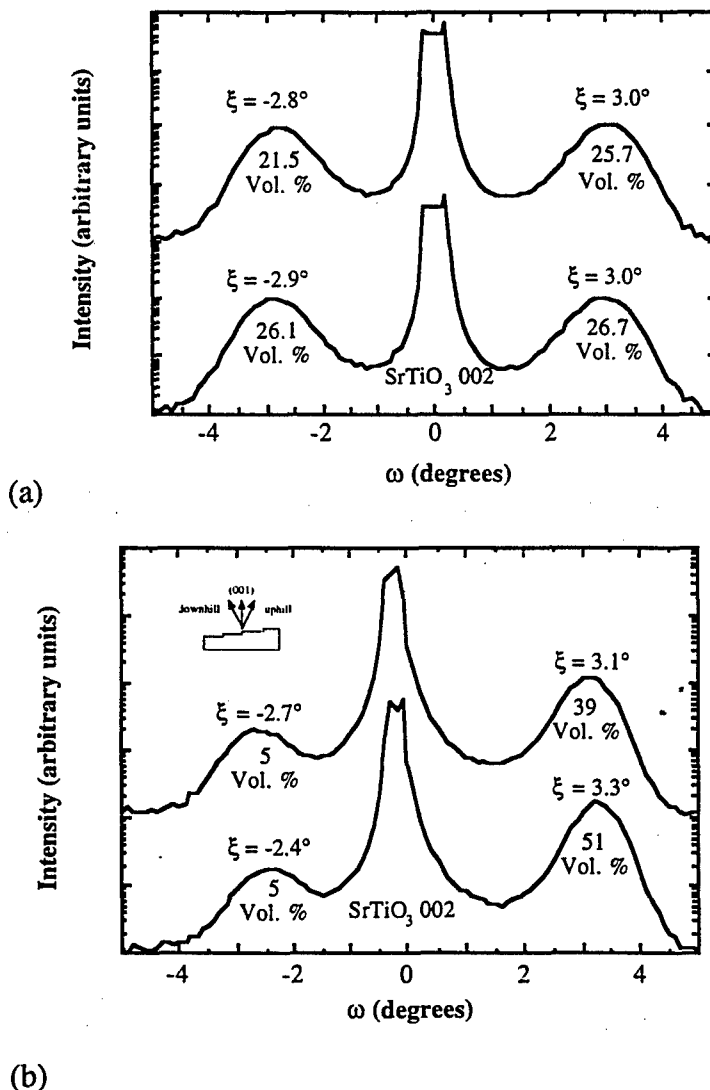 Intensity (arbitrary units)
ξ = -2.8°
ξ = 3.0°
21.5
Vol. %
25.7
Vol. %
ξ = -2.9°
ξ = 3.0°
26.1
Vol. %
26.7
Vol. %
SrTiO3 002
-4 -2 0 2 4
ω (degrees)
(a)
Intensity (arbitrary units)
(001)
downhill uphill
ξ = 3.1°
ξ = -2.7°
39
Vol. %
5
Vol. %
ξ = 3.3°
ξ = -2.4°
51
Vol. %
5
Vol. %
SrTiO3 002
-4 -2 0 2 4
ω (degrees)
(b)